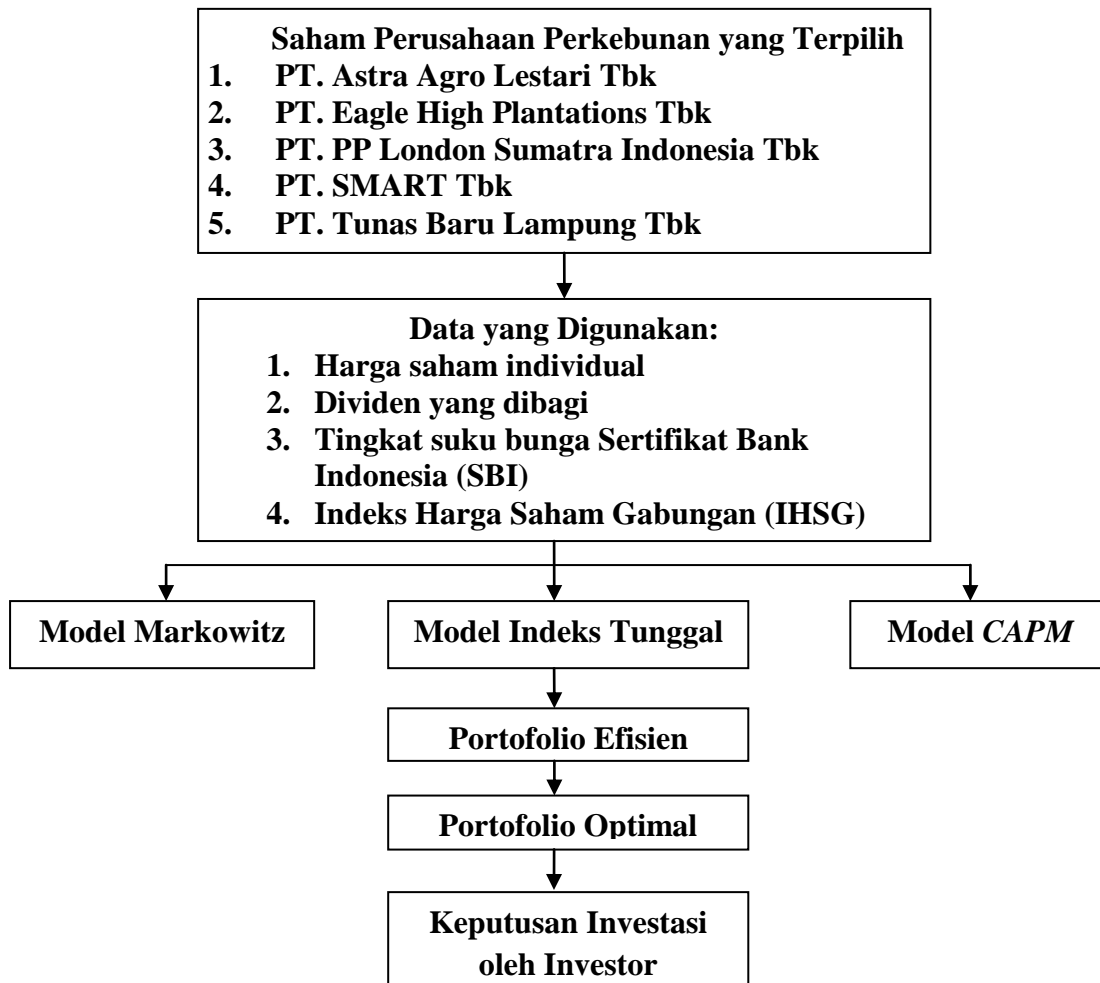 Saham Perusahaan Perkebunan yang Terpilih
1. PT. Astra Agro Lestari Tbk
2. PT. Eagle High Plantations Tbk
3. PT. PP London Sumatra Indonesia Tbk
4. PT. SMART Tbk
5. PT. Tunas Baru Lampung Tbk
Data yang Digunakan:
1. Harga saham individual
2. Dividen yang dibagi
3. Tingkat suku bunga Sertifikat Bank
Indonesia (SBI)
4. Indeks Harga Saham Gabungan (IHSG)
Model Markowitz
Model Indeks Tunggal
Model CAPM
Portofolio Efisien
Portofolio Optimal
Keputusan Investasi
oleh Investor